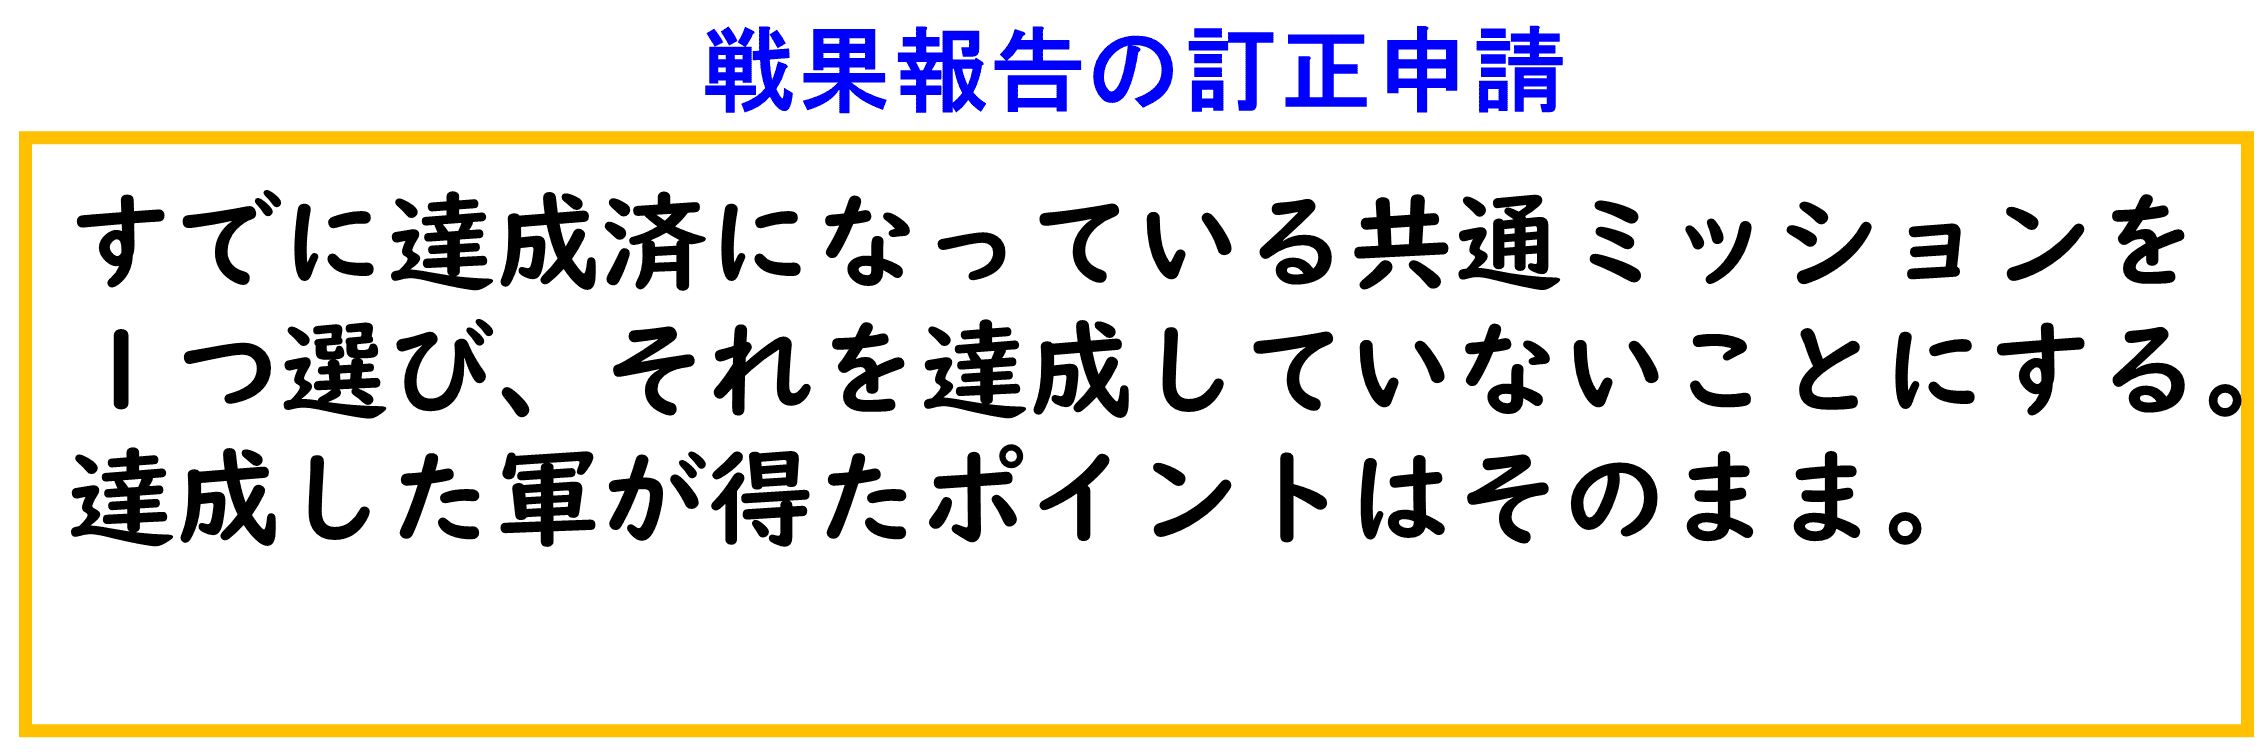 戦果報告の訂正申請
すでに達成済になっている共通ミッションを
１つ選び、それを達成していないことにする。
達成した軍が得たポイントはそのまま。